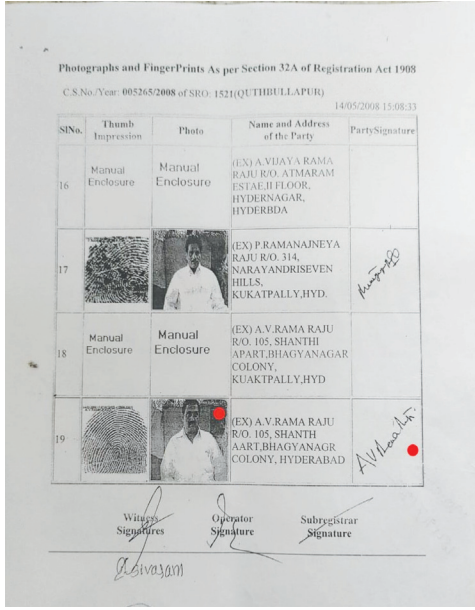 Photographs and FingerPrints As per Section 32A of Registration Act 1908
C.S.No./Year: 005265/2008 of SRO: 1521(QUTHBULLAPUR)
14/05/2008 15:08:33
SlNo. Thumb Impression Photo Name and Address of the Party PartySignature
16 Manual Enclosure Manual Enclosure (EX) A.VIJAYA RAMA
RAJU R/O. ATMARAM
ESTAE,II FLOOR,
HYDERNAGAR,
HYDERBDA
17 (EX) P.RAMANAJNEYA
RAJU R/O. 314,
NARAYANDRISEVEN
HILLS,
KUKATPALLY,HYD.
18 Manual Enclosure Manual Enclosure (EX) A.V.RAMA RAJU
R/O. 105, SHANTHI
APART,BHAGYANAGAR
COLONY,
KUAKTPALLY,HYD
19 (EX) A.V.RAMA RAJU
R/O. 105, SHANTH
AART,BHAGYANAGR
COLONY, HYDERABAD
Witness Signatures Operator Signature Subregistrar Signature